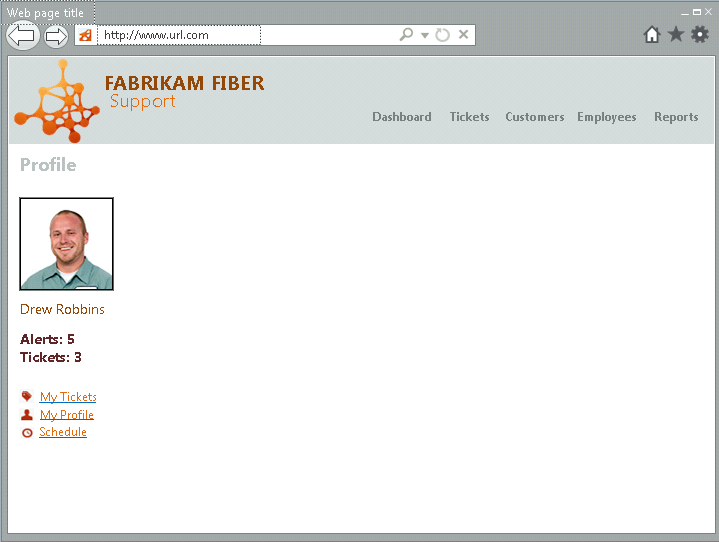 Web page title
http://www.url.com
FABRIKAM FIBER
Support
Dashboard Tickets Customers Employees Reports
Profile
Drew Robbins
Alerts: 5
Tickets: 3
My Tickets
My Profile
Schedule